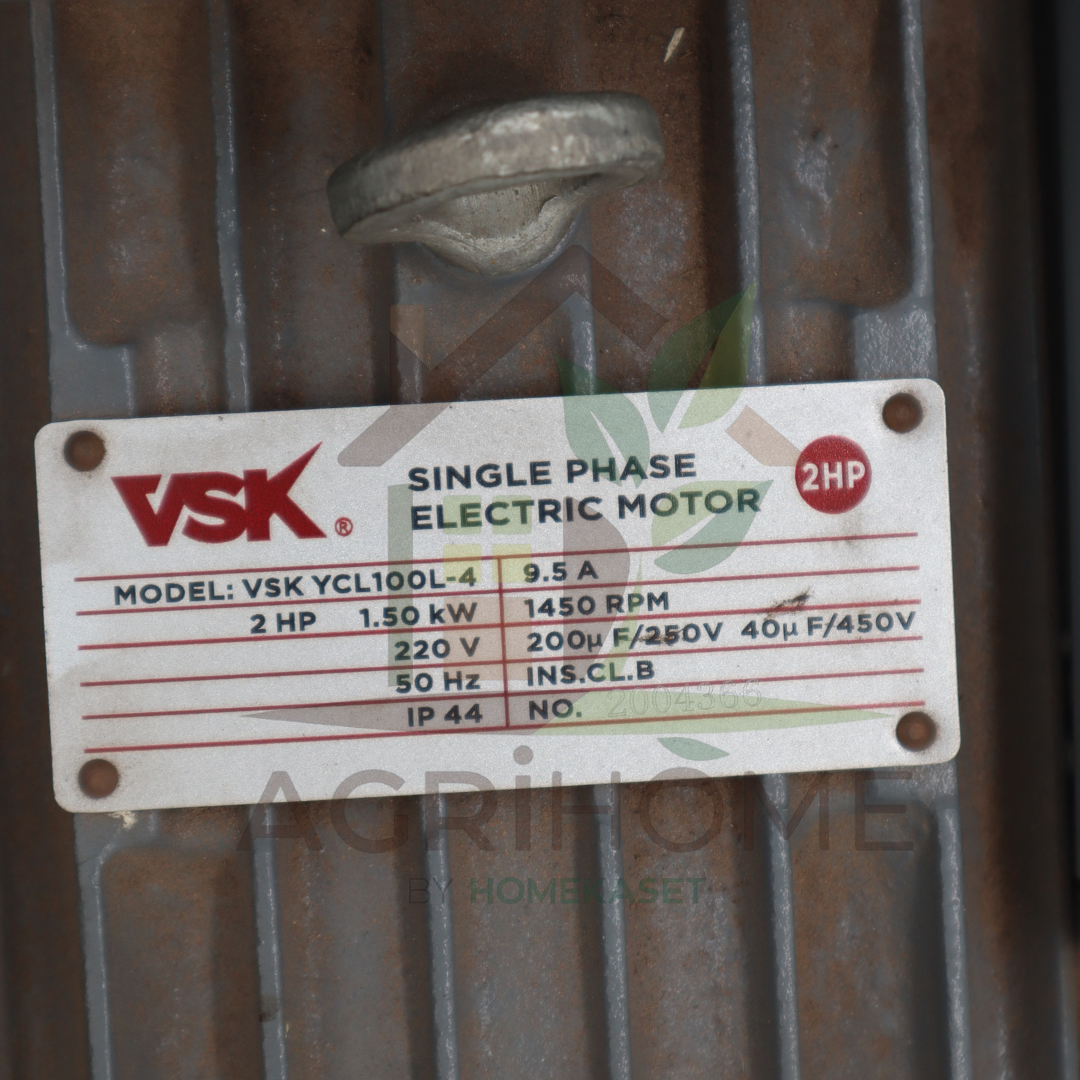 VSK®
SINGLE PHASE
ELECTRIC MOTOR
2HP
MODEL: VSK YCL100L-4 9.5 A
2 HP 1.50 kW 1450 RPM
220 V 200µ F/250V 40µ F/450V
50 Hz INS.CL.B
IP 44 NO. 2004366
AGRiHOME
BY HOMEKASET